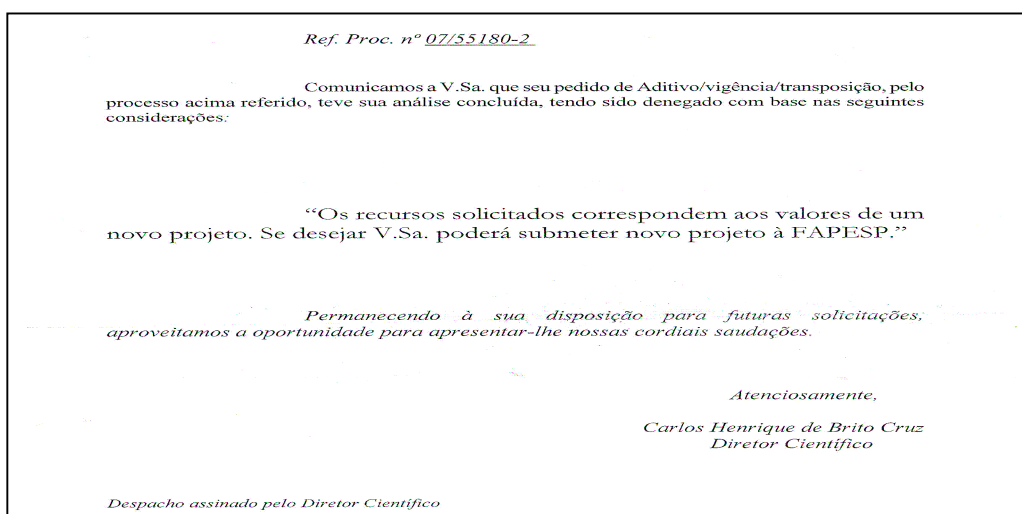 Ref. Proc. nº 07/55180-2
Comunicamos a V.Sa. que seu pedido de Aditivo/vigência/transposição, pelo
processo acima referido, teve sua análise concluída, tendo sido denegado com base nas seguintes
considerações:
“Os recursos solicitados correspondem aos valores de um
novo projeto. Se desejar V.Sa. poderá submeter novo projeto à FAPESP.”
Permanecendo à sua disposição para futuras solicitações,
aproveitamos a oportunidade para apresentar-lhe nossas cordiais saudações.
Atenciosamente,
Carlos Henrique de Brito Cruz
Diretor Científico
Despacho assinado pelo Diretor Científico